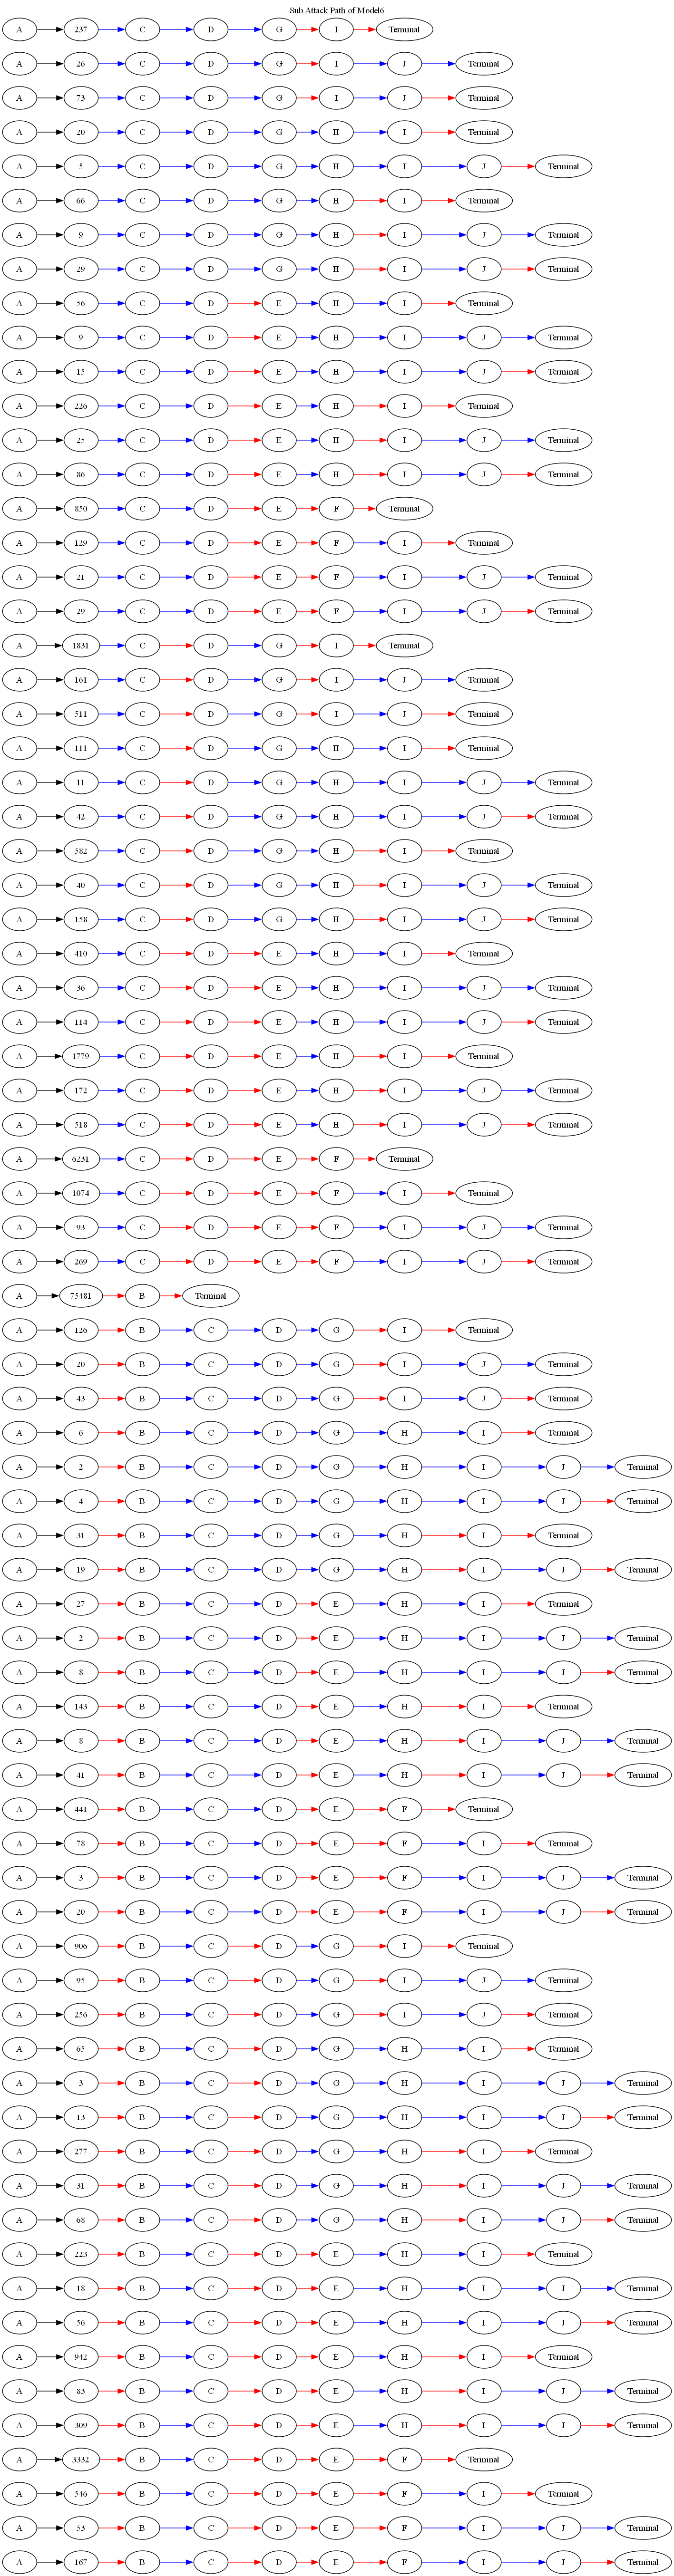 Sub Attack Path of Model6
A 237 C D G I Terminal
A 26 C D G I J Terminal
A 73 C D G I J Terminal
A 20 C D G H I Terminal
A 5 C D G H I J Terminal
A 66 C D G H I Terminal
A 9 C D G H I J Terminal
A 29 C D G H I J Terminal
A 56 C D E H I Terminal
A 9 C D E H I J Terminal
A 15 C D E H I J Terminal
A 226 C D E H I Terminal
A 25 C D E H I J Terminal
A 86 C D E H I J Terminal
A 850 C D E F Terminal
A 129 C D E F I Terminal
A 21 C D E F I J Terminal
A 29 C D E F I J Terminal
A 1831 C D G I Terminal
A 161 C D G I J Terminal
A 511 C D G I J Terminal
A 111 C D G H I Terminal
A 11 C D G H I J Terminal
A 42 C D G H I J Terminal
A 582 C D G H I Terminal
A 40 C D G H I J Terminal
A 158 C D G H I J Terminal
A 410 C D E H I Terminal
A 36 C D E H I J Terminal
A 114 C D E H I J Terminal
A 1779 C D E H I Terminal
A 172 C D E H I J Terminal
A 518 C D E H I J Terminal
A 6231 C D E F Terminal
A 1074 C D E F I Terminal
A 93 C D E F I J Terminal
A 269 C D E F I J Terminal
A 75481 B Terminal
A 126 B C D G I Terminal
A 20 B C D G I J Terminal
A 43 B C D G I J Terminal
A 6 B C D G H I Terminal
A 2 B C D G H I J Terminal
A 4 B C D G H I J Terminal
A 31 B C D G H I Terminal
A 19 B C D G H I J Terminal
A 27 B C D E H I Terminal
A 2 B C D E H I J Terminal
A 8 B C D E H I J Terminal
A 143 B C D E H I Terminal
A 8 B C D E H I J Terminal
A 41 B C D E H I J Terminal
A 441 B C D E F Terminal
A 78 B C D E F I Terminal
A 3 B C D E F I J Terminal
A 20 B C D E F I J Terminal
A 906 B C D G I Terminal
A 95 B C D G I J Terminal
A 256 B C D G I J Terminal
A 65 B C D G H I Terminal
A 3 B C D G H I J Terminal
A 13 B C D G H I J Terminal
A 277 B C D G H I Terminal
A 31 B C D G H I J Terminal
A 68 B C D G H I J Terminal
A 223 B C D E H I Terminal
A 18 B C D E H I J Terminal
A 56 B C D E H I J Terminal
A 942 B C D E H I Terminal
A 83 B C D E H I J Terminal
A 309 B C D E H I J Terminal
A 3332 B C D E F Terminal
A 546 B C D E F I Terminal
A 53 B C D E F I J Terminal
A 167 B C D E F I J Terminal